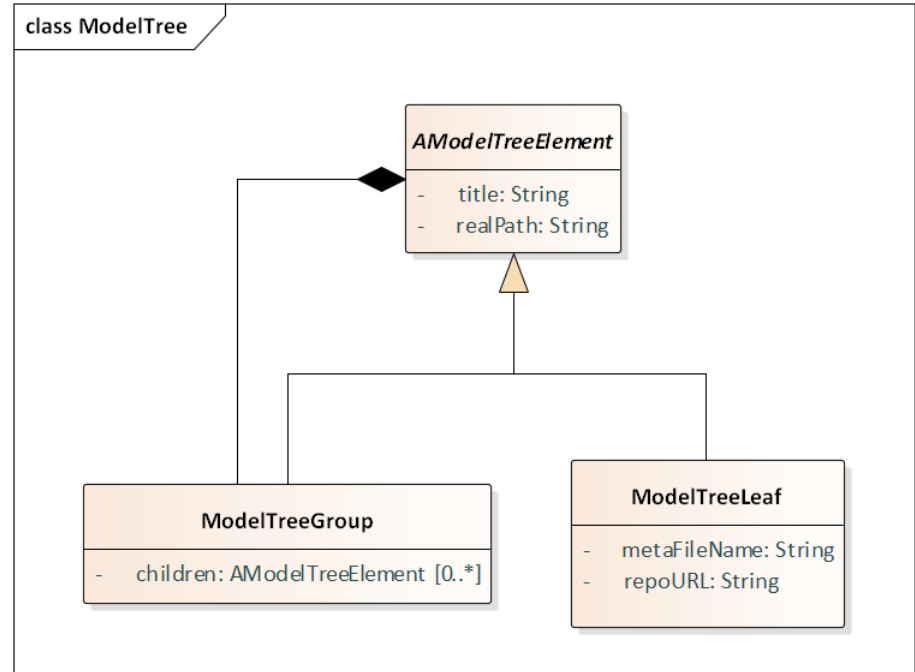 class ModelTree
AModelTreeElement
- title: String
- realPath: String
ModelTreeGroup
- children: AModelTreeElement [0..*]
ModelTreeLeaf
- metaFileName: String
- repoURL: String